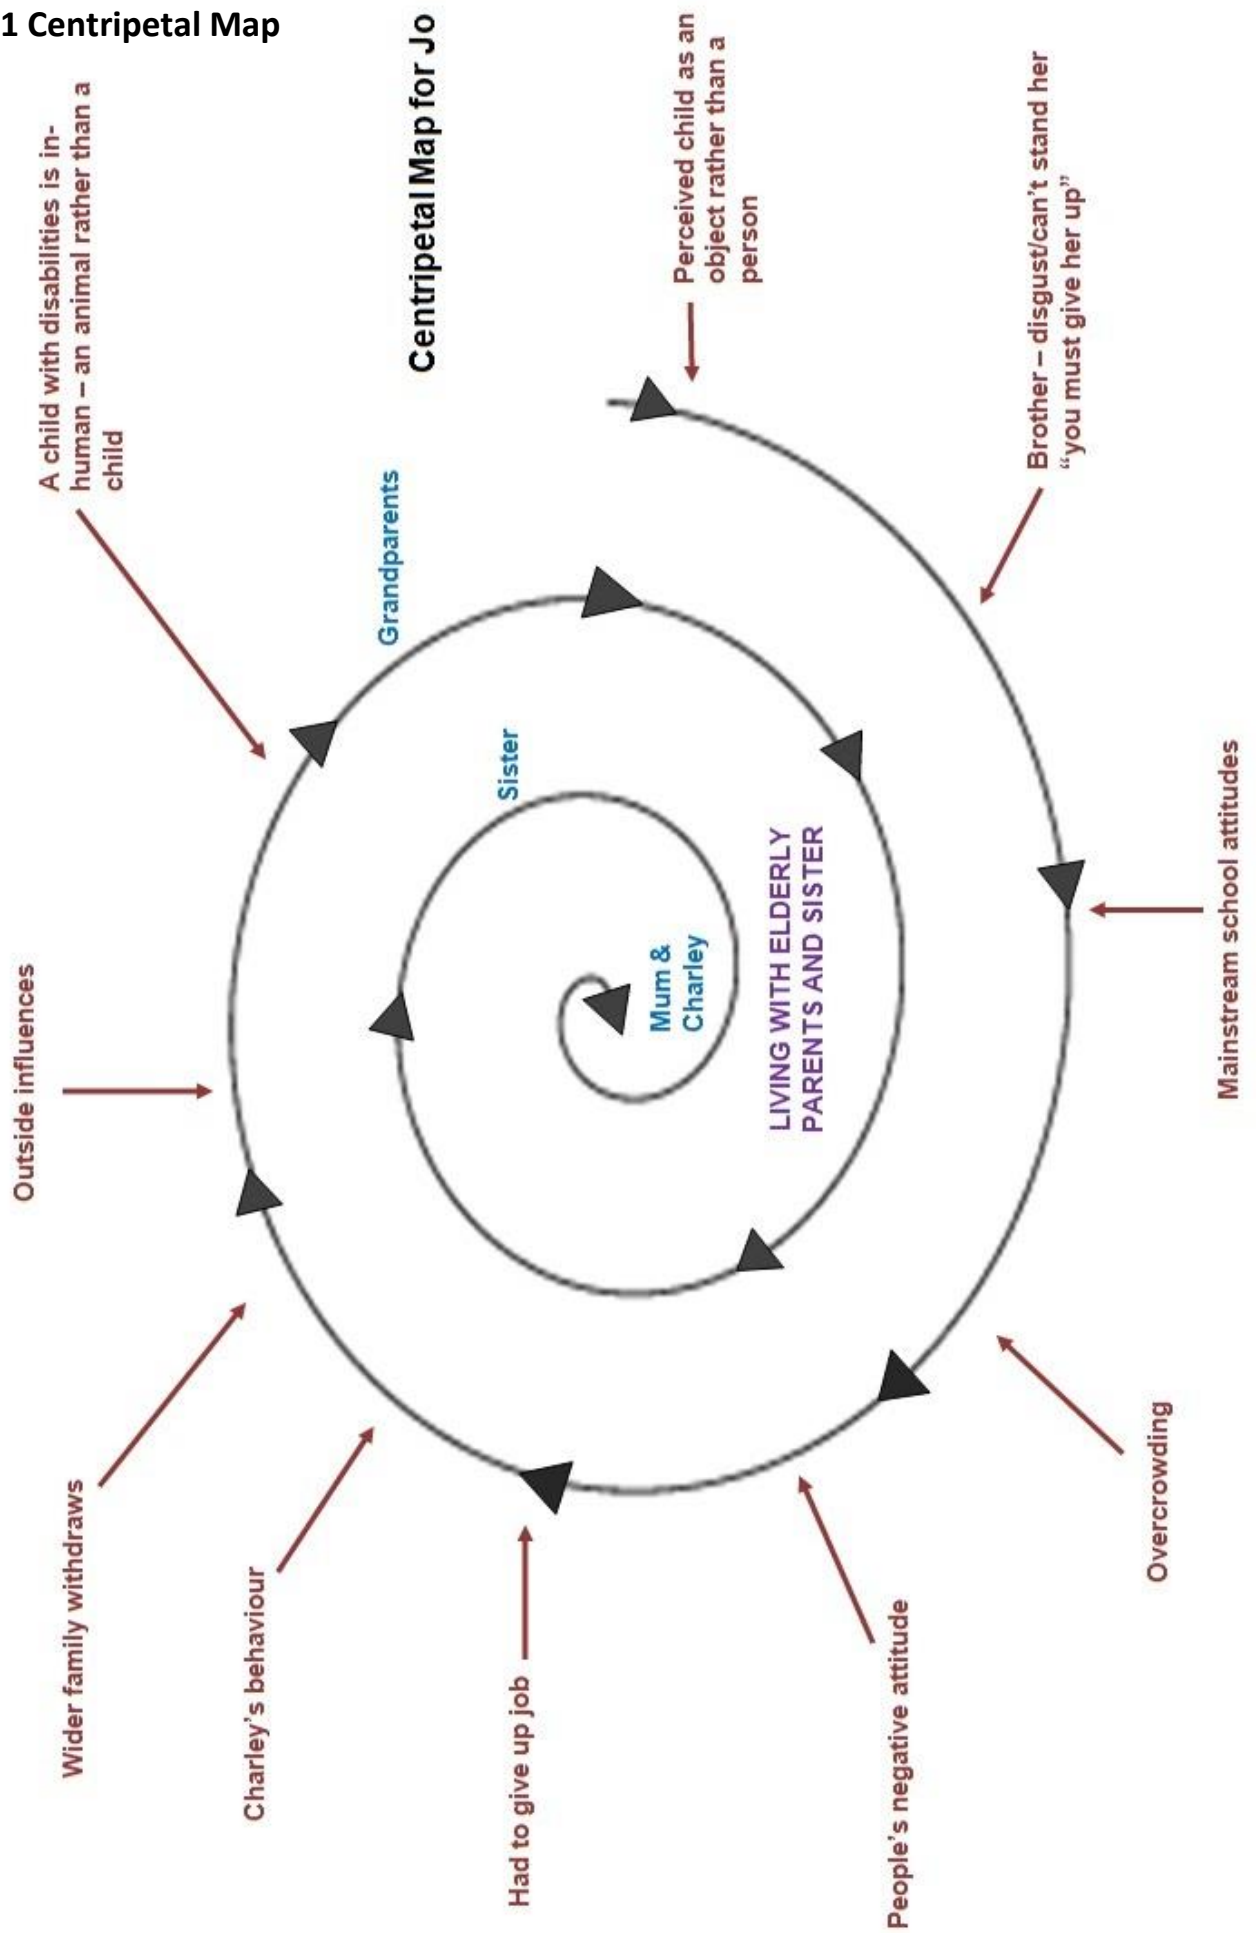 1 Centripetal Map
Centripetal Map for Jo
A child with disabilities is in-
human – an animal rather than a
child
Perceived child as an
object rather than a
person
Brother – disgust/can’t stand her
“you must give her up”
Grandparents
Sister
Mum &
Charley
LIVING WITH ELDERLY
PARENTS AND SISTER
Mainstream school attitudes
Outside influences
Wider family withdraws
Charley’s behaviour
Had to give up job
People’s negative attitude
Overcrowding